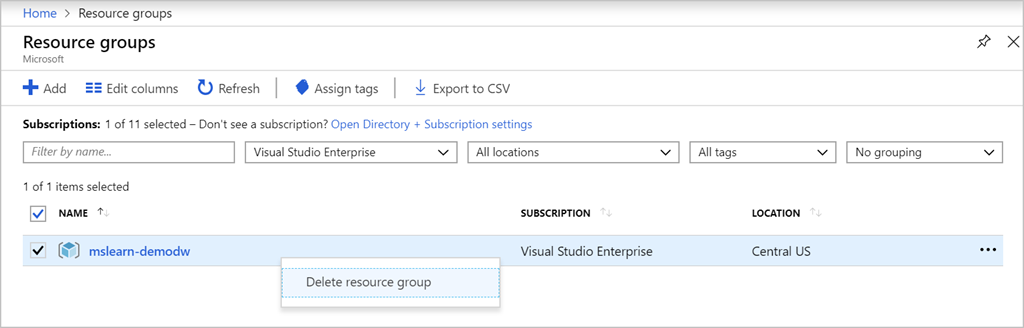 Home > Resource groups
Resource groups
Microsoft
Add Edit columns Refresh Assign tags Export to CSV
Subscriptions: 1 of 11 selected – Don't see a subscription? Open Directory + Subscription settings
Filter by name... Visual Studio Enterprise All locations All tags No grouping
1 of 1 items selected
NAME SUBSCRIPTION LOCATION
mslearn-demodw Visual Studio Enterprise Central US
Delete resource group